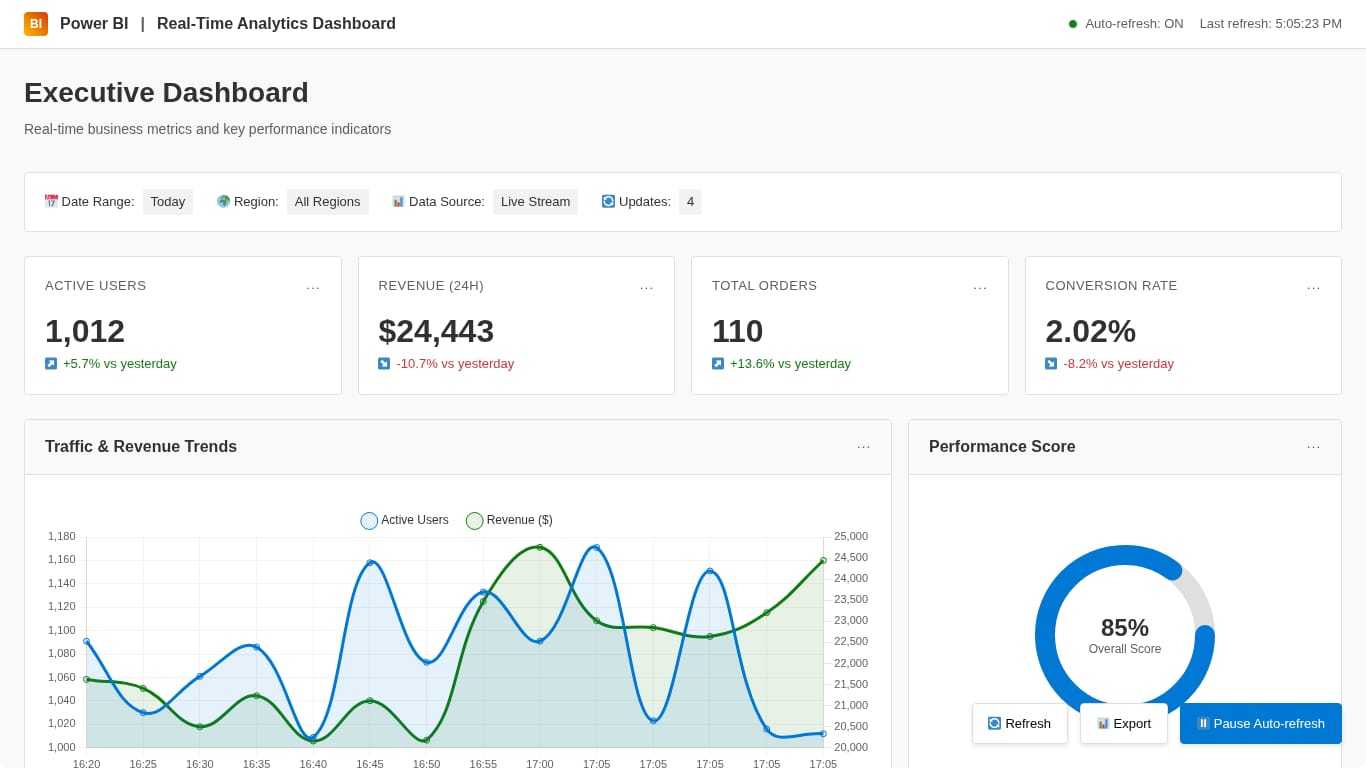 BI Power BI | Real-Time Analytics Dashboard Auto-refresh: ON Last refresh: 5:05:23 PM
Executive Dashboard
Real-time business metrics and key performance indicators
Date Range: Today Region: All Regions Data Source: Live Stream Updates: 4
ACTIVE USERS ...
1,012
+5.7% vs yesterday
REVENUE (24H) ...
$24,443
-10.7% vs yesterday
TOTAL ORDERS ...
110
+13.6% vs yesterday
CONVERSION RATE ...
2.02%
-8.2% vs yesterday
Traffic & Revenue Trends ...
Active Users Revenue ($)
1,180
1,160
1,140
1,120
1,100
1,080
1,060
1,040
1,020
1,000
25,000
24,500
24,000
23,500
23,000
22,500
22,000
21,500
21,000
20,500
20,000
16:20 16:25 16:30 16:35 16:40 16:45 16:50 16:55 17:00 17:05 17:05 17:05 17:05 17:05
Performance Score ...
85%
Overall Score
Refresh Export Pause Auto-refresh